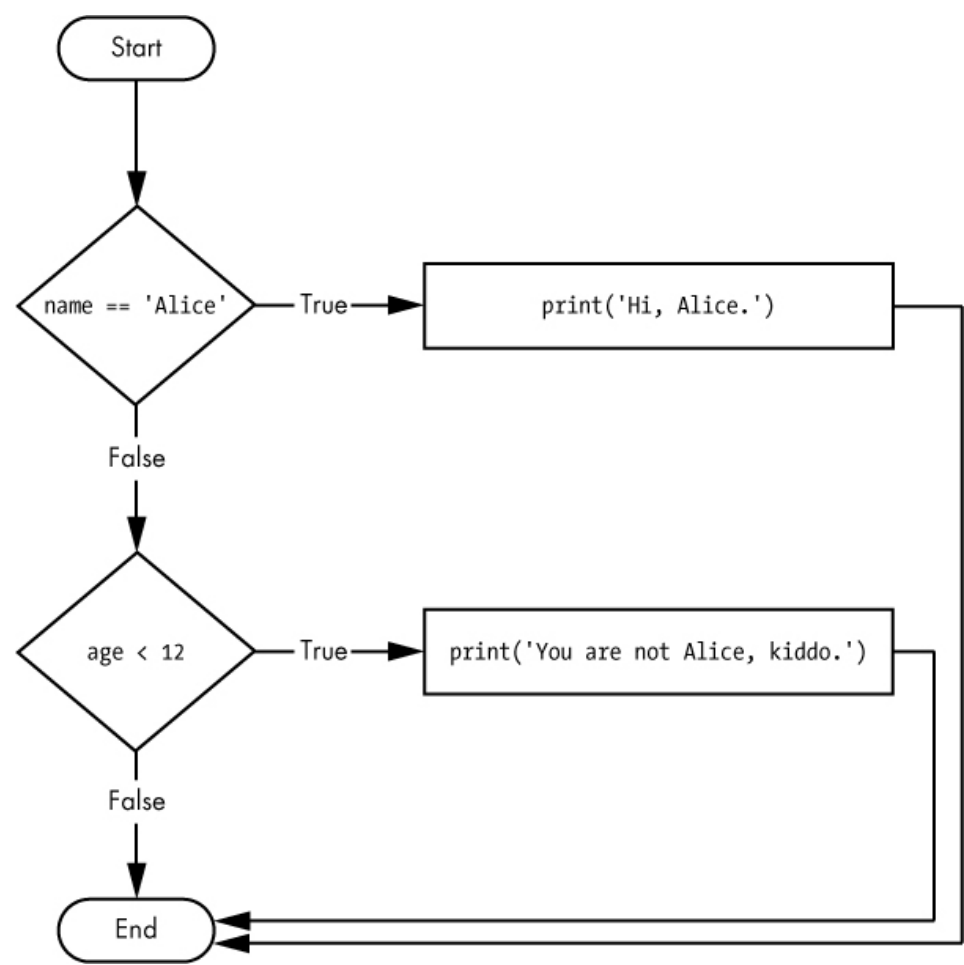 Start
name == 'Alice'
True
print('Hi, Alice.')
False
age < 12
True
print('You are not Alice, kiddo.')
False
End